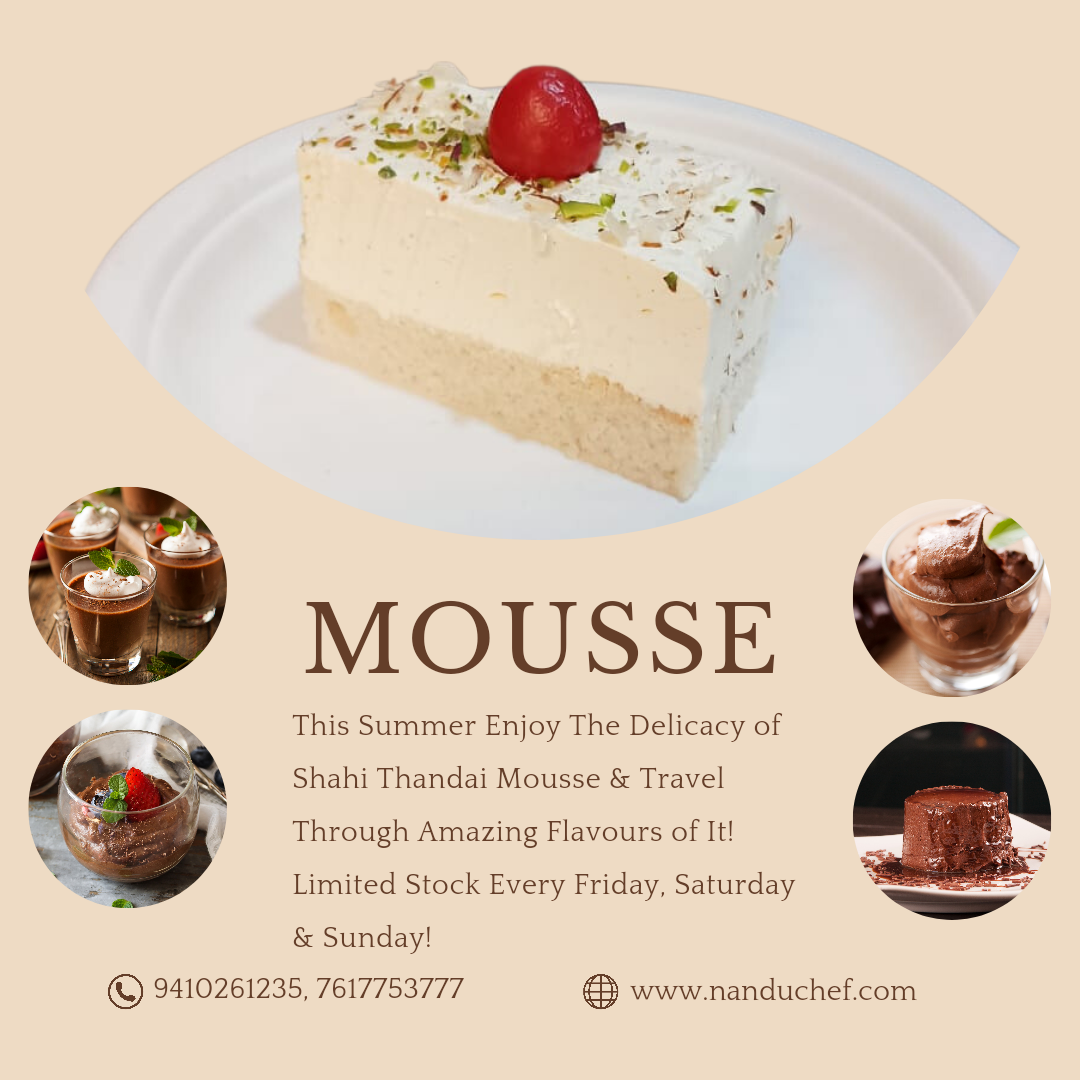 MOUSSE
This Summer Enjoy The Delicacy of
Shahi Thandai Mousse & Travel
Through Amazing Flavours of It!
Limited Stock Every Friday, Saturday
& Sunday!
9410261235, 7617753777
www.nanduchef.com